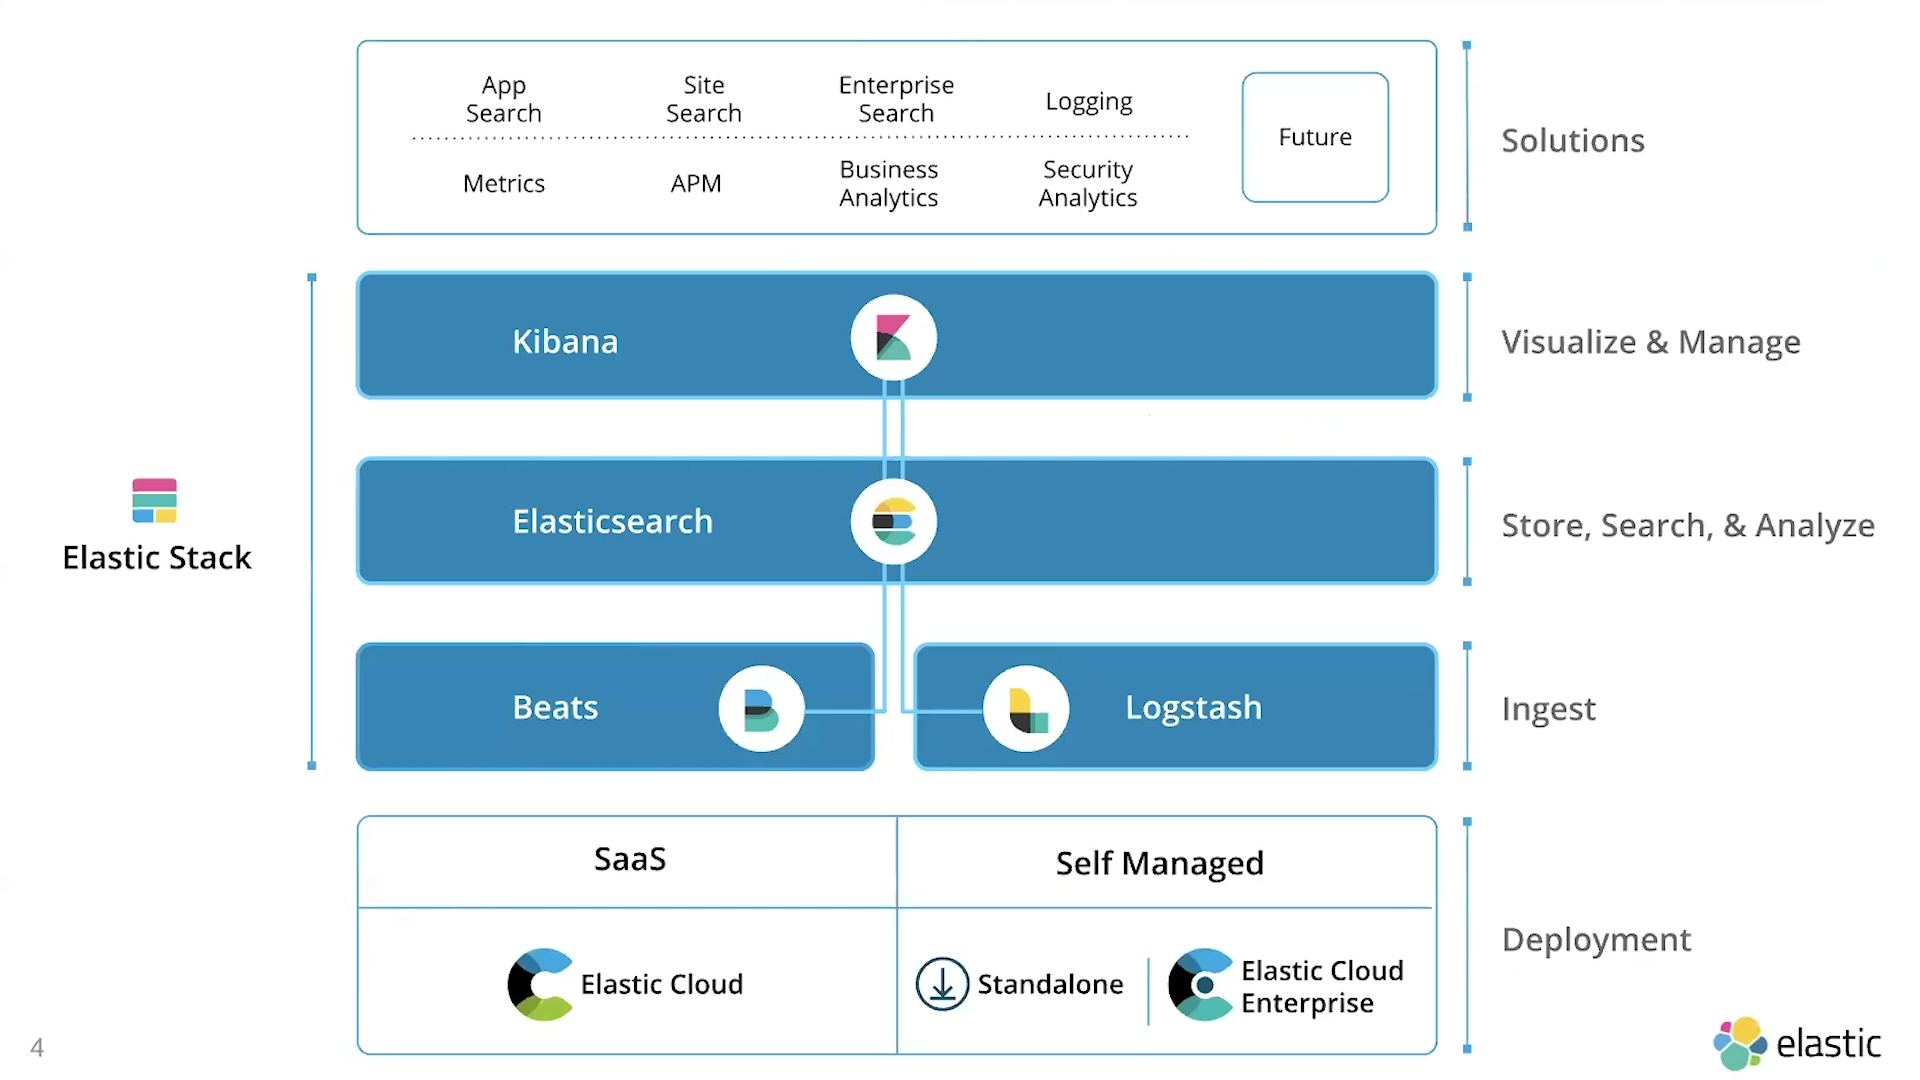 App
Search
Site
Search
Enterprise
Search
Logging
Metrics
APM
Business
Analytics
Security
Analytics
Future
Solutions
Kibana
Visualize & Manage
Elastic Stack
Elasticsearch
Store, Search, & Analyze
Beats
Logstash
Ingest
SaaS
Self Managed
Elastic Cloud
Standalone
Elastic Cloud
Enterprise
Deployment
4
elastic